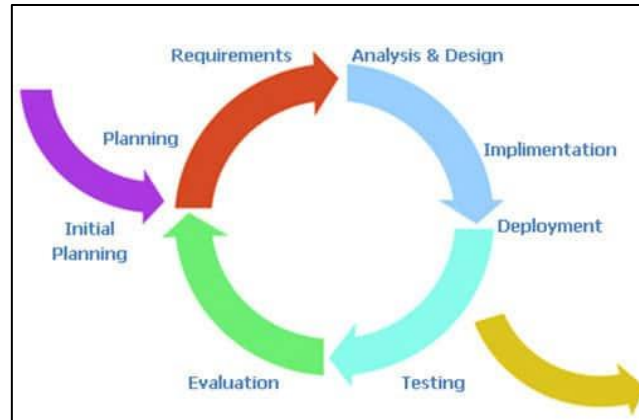 Requirements
Analysis & Design
Planning
Implimentation
Initial
Planning
Deployment
Evaluation
Testing